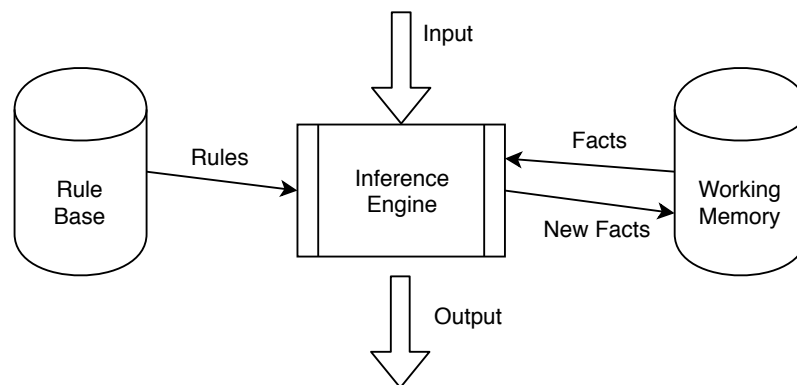 Input
Rules
Facts
Rule
Base
Inference
Engine
Working
Memory
New Facts
Output